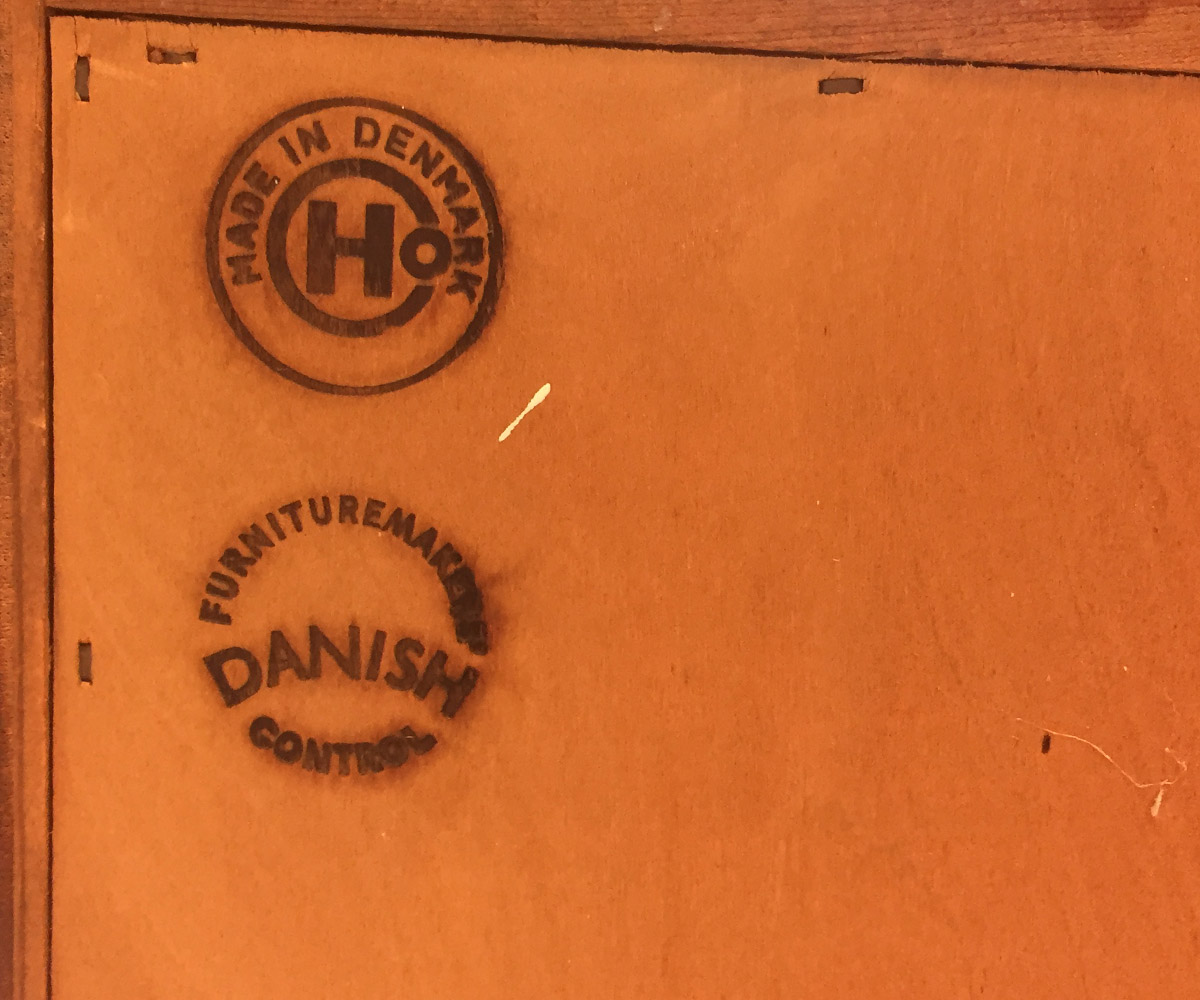 MADE IN DENMARK
Ho
FURNITUREMAKERS'
DANISH
CONTROL